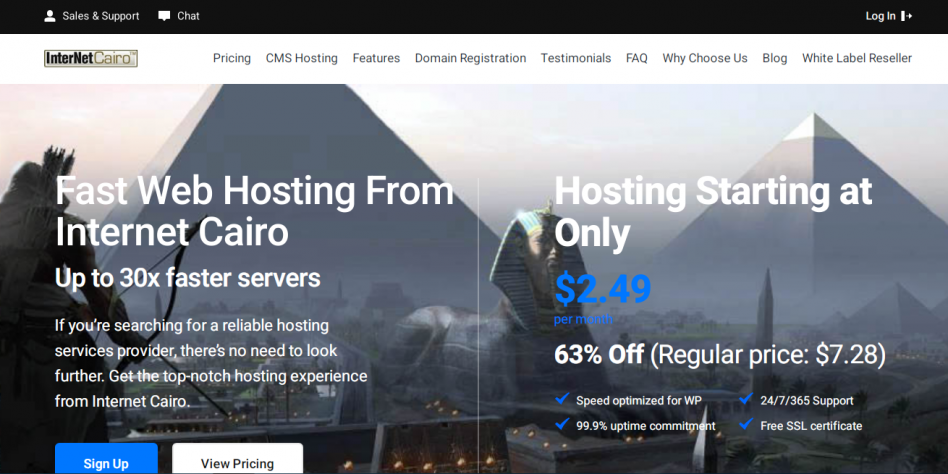 Sales & Support
Chat
Log In
InterNetCairo™
Pricing
CMS Hosting
Features
Domain Registration
Testimonials
FAQ
Why Choose Us
Blog
White Label Reseller
Fast Web Hosting From
Internet Cairo
Up to 30x faster servers
If you're searching for a reliable hosting
services provider, there's no need to look
further. Get the top-notch hosting experience
from Internet Cairo.
Sign Up
View Pricing
Hosting Starting at
Only
$2.49
per month
63% Off (Regular price: $7.28)
Speed optimized for WP
24/7/365 Support
99.9% uptime commitment
Free SSL certificate